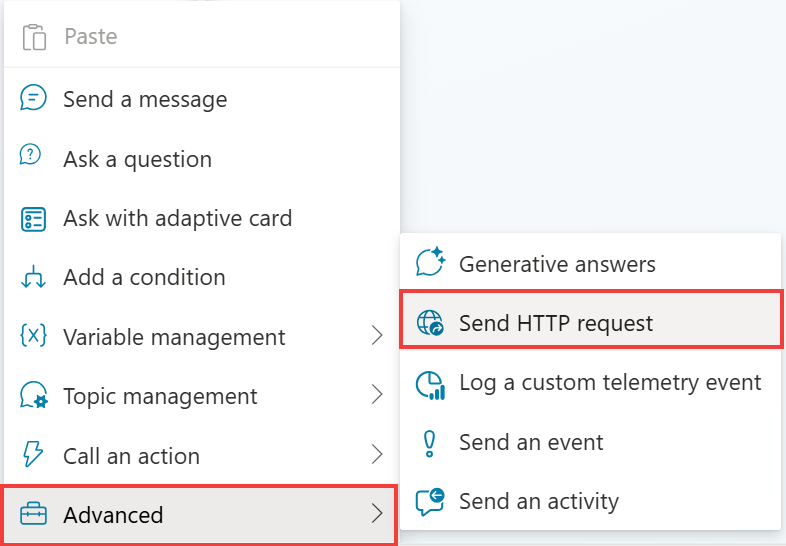 Paste
Send a message
Ask a question
Ask with adaptive card
Add a condition
Variable management
Topic management
Call an action
Advanced
Generative answers
Send HTTP request
Log a custom telemetry event
Send an event
Send an activity